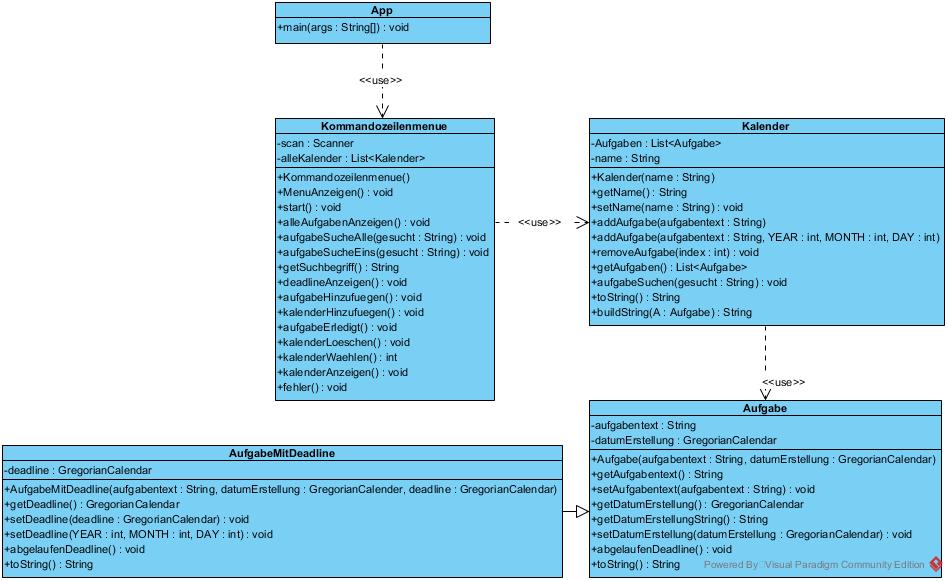 App
+main(args : String[]) : void
<<use>>
Kommandozeilenmenue
-scan : Scanner
-alleKalender : List<Kalender>
+Kommandozeilenmenue()
+MenuAnzeigen() : void
+start() : void
+alleAufgabenAnzeigen() : void
+aufgabeSucheAlle(gesucht : String) : void
+aufgabeSucheEins(gesucht : String) : void
+getSuchbegriff() : String
+deadlineAnzeigen() : void
+aufgabeHinzufuegen() : void
+kalenderHinzufuegen() : void
+aufgabeErledigt() : void
+kalenderLoeschen() : void
+kalenderWaehlen() : int
+kalenderAnzeigen() : void
+fehler() : void
<<use>>
Kalender
-Aufgaben : List<Aufgabe>
-name : String
+Kalender(name : String)
+getName() : String
+setName(name : String) : void
+addAufgabe(aufgabentext : String)
+addAufgabe(aufgabentext : String, YEAR : int, MONTH : int, DAY : int)
+removeAufgabe(index : int) : void
+getAufgaben() : List<Aufgabe>
+aufgabeSuchen(gesucht : String) : void
+toString() : String
+buildString(A : Aufgabe) : String
<<use>>
Aufgabe
-aufgabentext : String
-datumErstellung : GregorianCalendar
+Aufgabe(aufgabentext : String, datumErstellung : GregorianCalendar)
+getAufgabentext() : String
+setAufgabentext(aufgabentext : String) : void
+getDatumErstellung() : GregorianCalendar
+getDatumErstellungString() : String
+setDatumErstellung(datumErstellung : GregorianCalendar) : void
+abgelaufenDeadline() : void
+toString() : String
AufgabeMitDeadline
-deadline : GregorianCalendar
+AufgabeMitDeadline(aufgabentext : String, datumErstellung : GregorianCalender, deadline : GregorianCalendar)
+getDeadline() : GregorianCalendar
+setDeadline(deadline : GregorianCalendar) : void
+setDeadline(YEAR : int, MONTH : int, DAY : int) : void
+abgelaufenDeadline() : void
+toString() : String
Powered By Visual Paradigm Community Edition